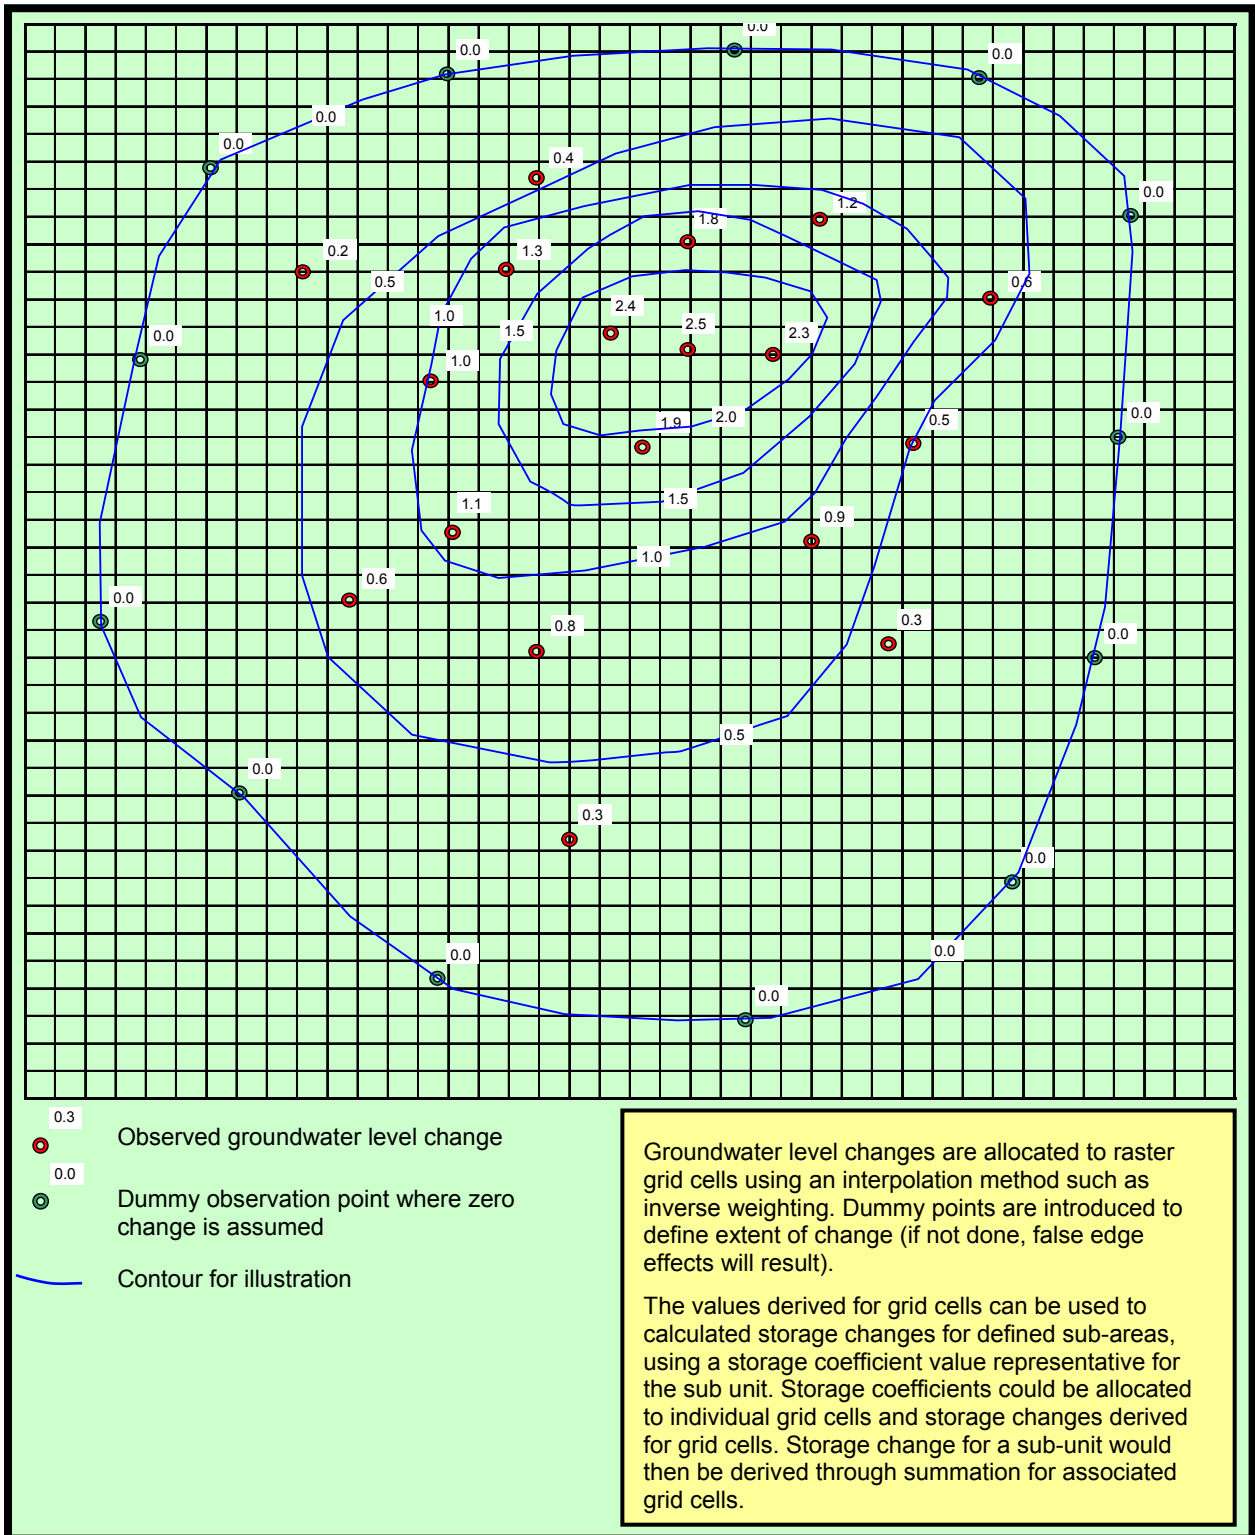 0.0
0.0
0.0
0.0
0.0
0.4
0.0
1.2
1.8
0.2
1.3
0.5
0.6
2.4
1.0
2.5
1.5
2.3
0.0
1.0
0.0
2.0
0.5
1.9
1.5
1.1
0.9
1.0
0.6
0.0
0.8
0.3
0.0
0.5
0.0
0.3
0.0
0.0
0.0
0.0
0.3
Observed groundwater level change
0.0
Dummy observation point where zero
change is assumed
Contour for illustration
Groundwater level changes are allocated to raster
grid cells using an interpolation method such as
inverse weighting. Dummy points are introduced to
define extent of change (if not done, false edge
effects will result).
The values derived for grid cells can be used to
calculated storage changes for defined sub-areas,
using a storage coefficient value representative for
the sub unit. Storage coefficients could be allocated
to individual grid cells and storage changes derived
for grid cells. Storage change for a sub-unit would
then be derived through summation for associated
grid cells.